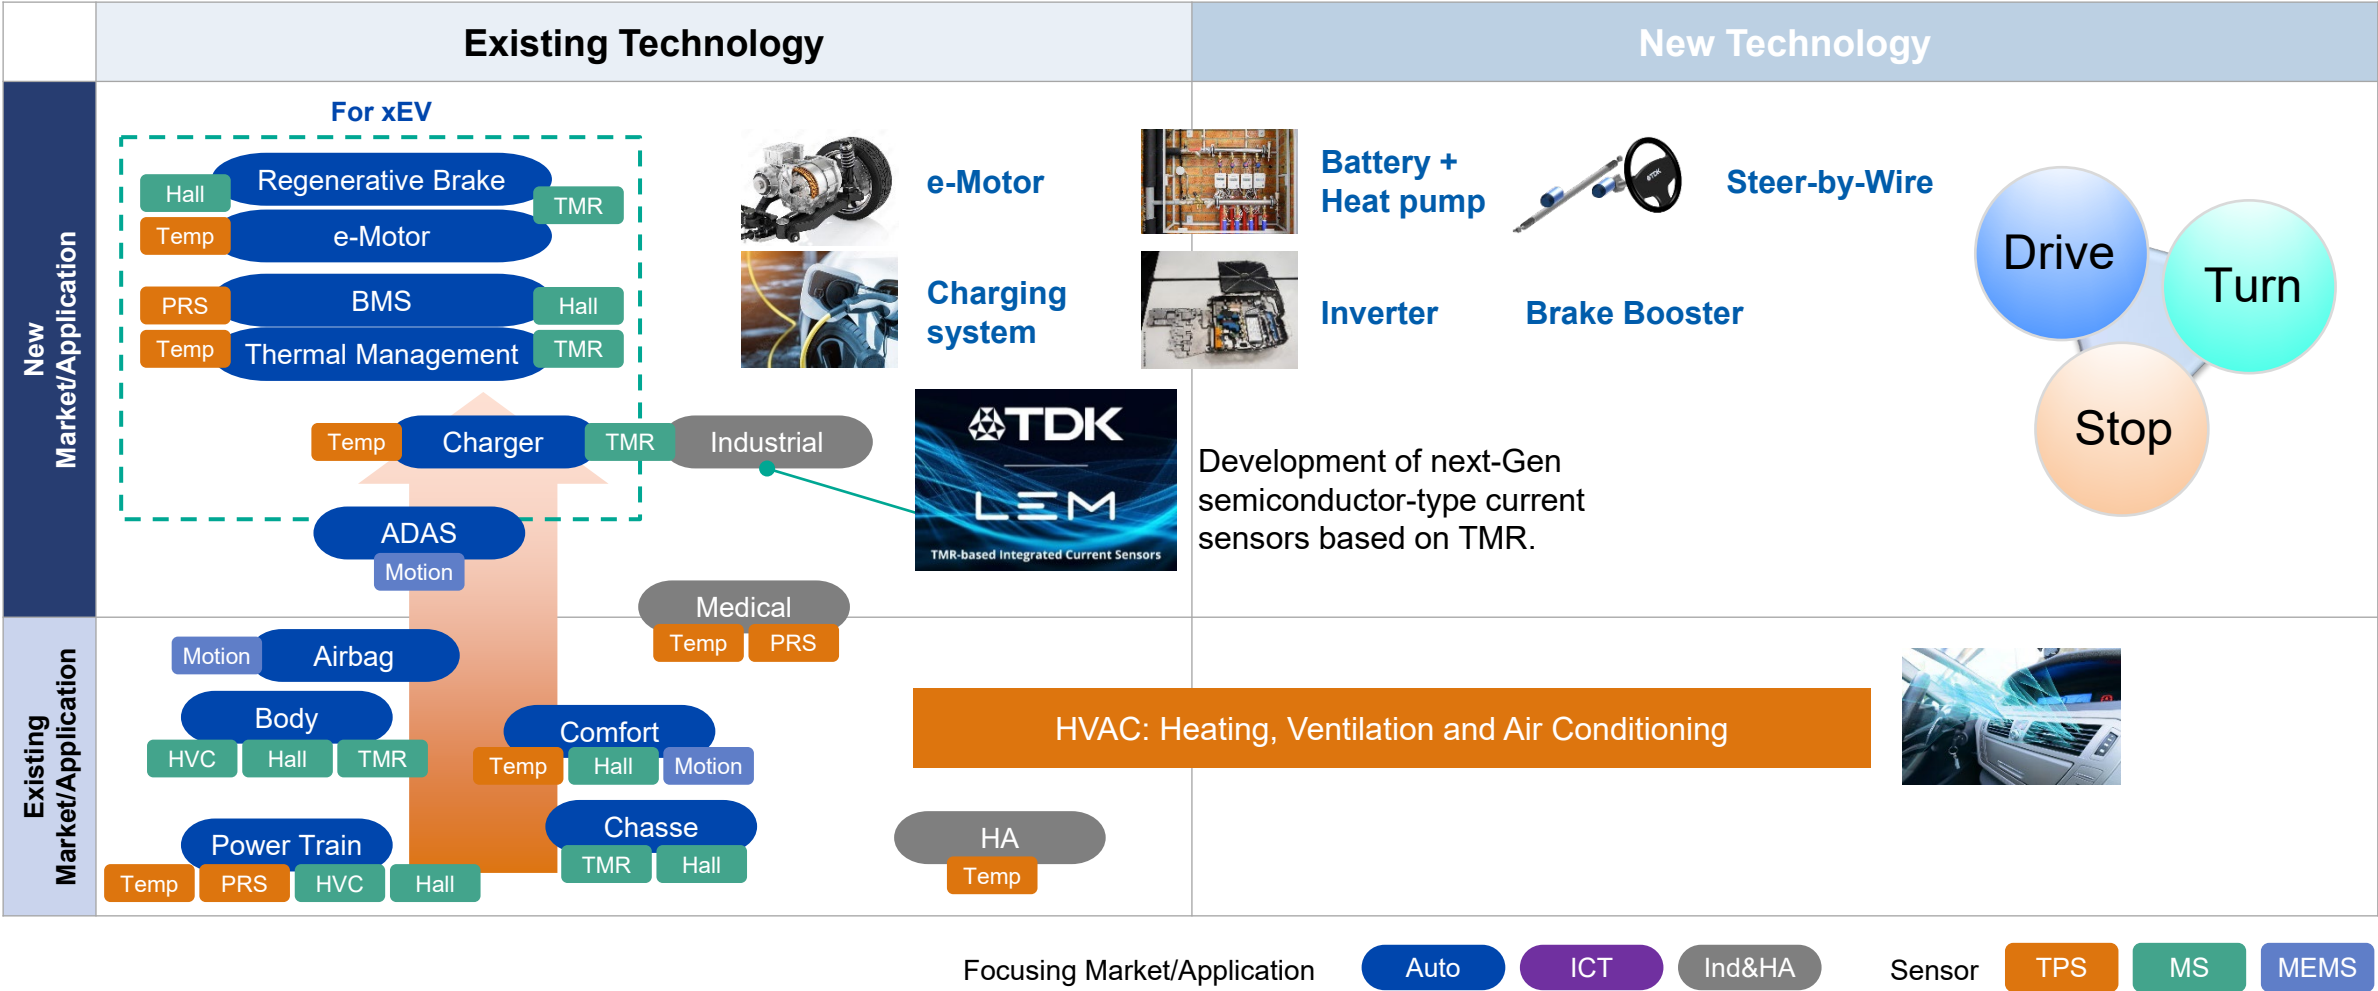 Existing Technology
New Technology
New
Market/Application
For xEV
Regenerative Brake
Hall
TMR
Temp
e-Motor
PRS
BMS
Hall
Temp
Thermal Management
TMR
Temp
Charger
TMR
Industrial
ADAS
Motion
e-Motor
Charging
system
Battery +
Heat pump
Inverter
TDK
Steer-by-Wire
Brake Booster
Drive
Turn
Stop
TDK
LEM
TMR-based Integrated Current Sensors
Development of next-Gen
semiconductor-type current
sensors based on TMR.
Medical
Temp
PRS
Existing
Market/Application
Motion
Airbag
Body
HVC
Hall
TMR
Comfort
Temp
Hall
Motion
Power Train
Temp
PRS
HVC
Hall
Chasse
TMR
Hall
HA
Temp
HVAC: Heating, Ventilation and Air Conditioning
Focusing Market/Application
Auto
ICT
Ind&HA
Sensor
TPS
MS
MEMS